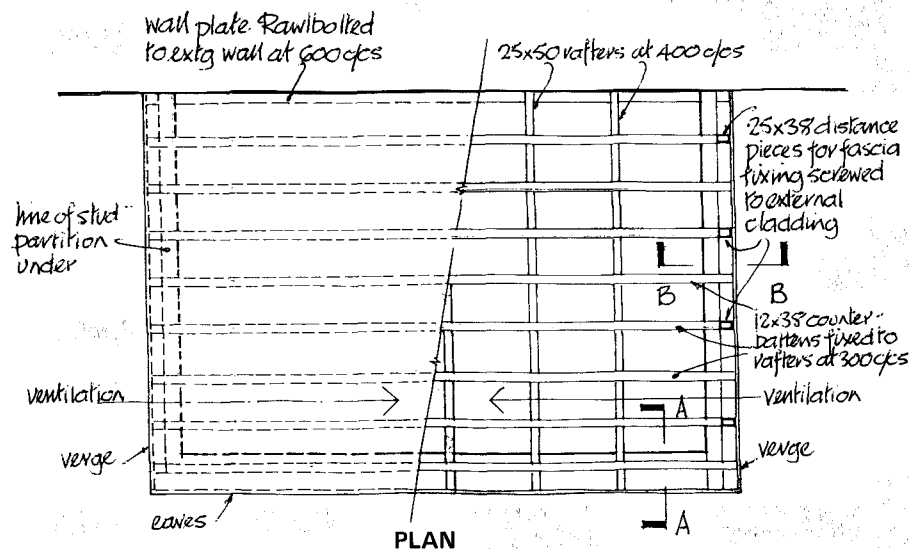 wall plate. Rawlbolted
to extg wall at 600 c/cs
25x50 rafters at 400 c/cs
25x38 distance
pieces for fascia
fixing screwed
to external
cladding
line of stud
partition
under
B
B
12x38 counter-
battens fixed to
rafters at 300 c/cs
ventilation
A
ventilation
verge
verge
eaves
A
PLAN